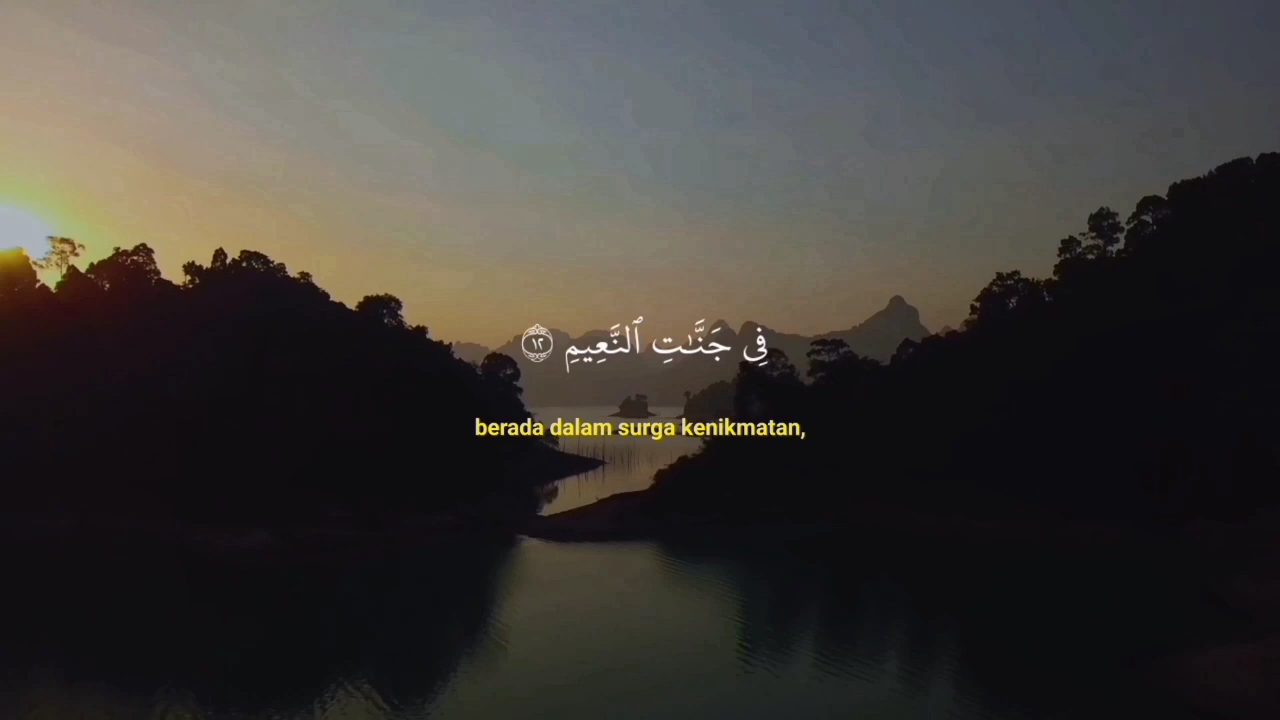 فِى جَنَّـٰتِ ٱلنَّعِيمِ ١٢
berada dalam surga kenikmatan,